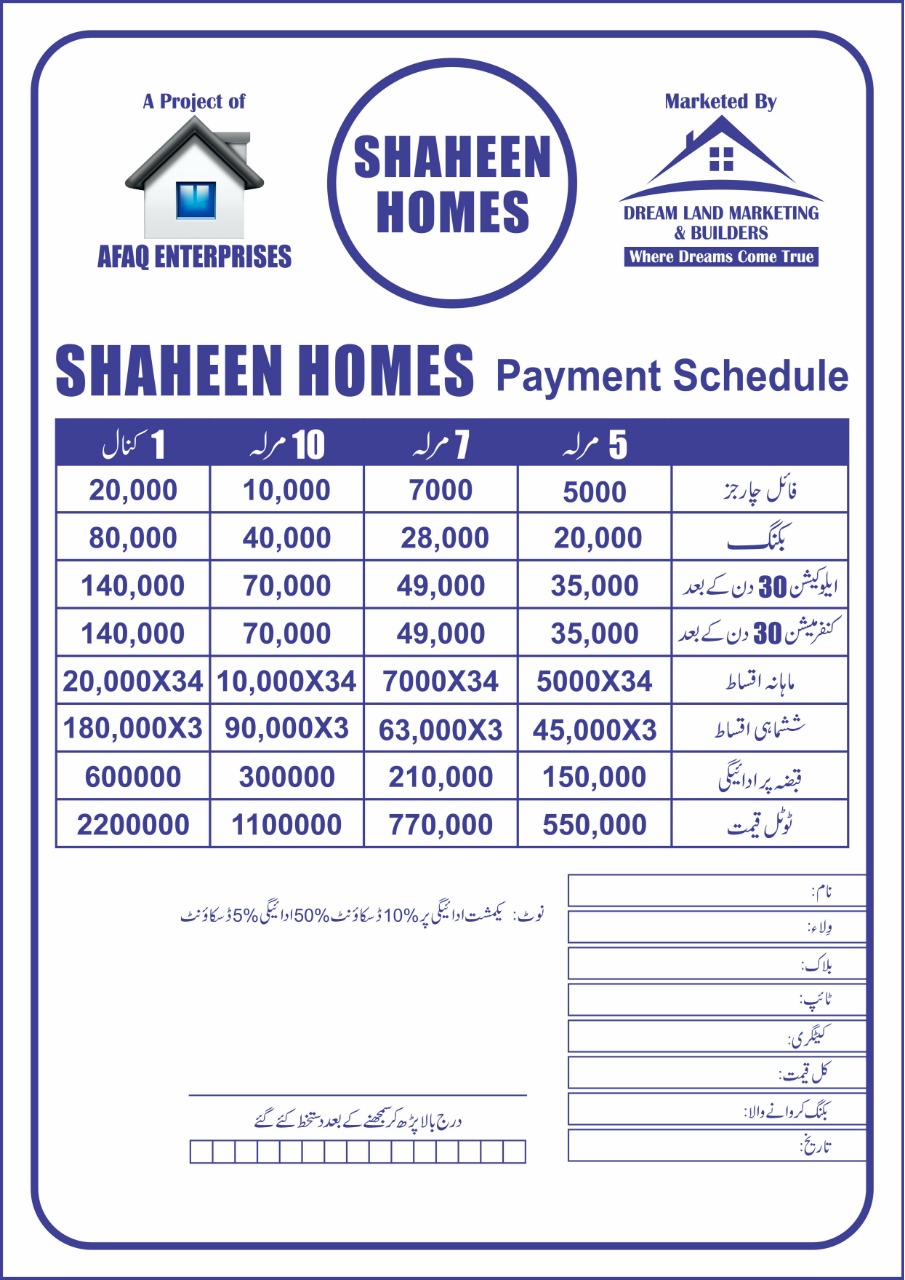 A Project of
AFAQ ENTERPRISES
SHAHEEN
HOMES
Marketed By
DREAM LAND MARKETING
& BUILDERS
Where Dreams Come True
SHAHEEN HOMES Payment Schedule
5 مرلہ 7 مرلہ 10 مرلہ 1 کنال
فائل چارجز 5000 7000 10,000 20,000
بکنگ 20,000 28,000 40,000 80,000
ایلوکیشن 30 دن کے بعد 35,000 49,000 70,000 140,000
کنفرمیشن 30 دن کے بعد 35,000 49,000 70,000 140,000
ماہانہ اقساط 5000X34 7000X34 10,000X34 20,000X34
ششماہی اقساط 45,000X3 63,000X3 90,000X3 180,000X3
قبضہ پر ادائیگی 150,000 210,000 300000 600000
ٹوٹل قیمت 550,000 770,000 1100000 2200000
نوٹ: یکمشت ادائیگی پر 10% ڈسکاؤنٹ 50% ادائیگی 5% ڈسکاؤنٹ
نام:
ولاء:
بلاک:
ٹائپ:
کیٹگری:
کل قیمت:
بکنگ کروانے والا:
تاریخ:
درج بالا پڑھ کر سمجھنے کے بعد دستخط کئے گئے